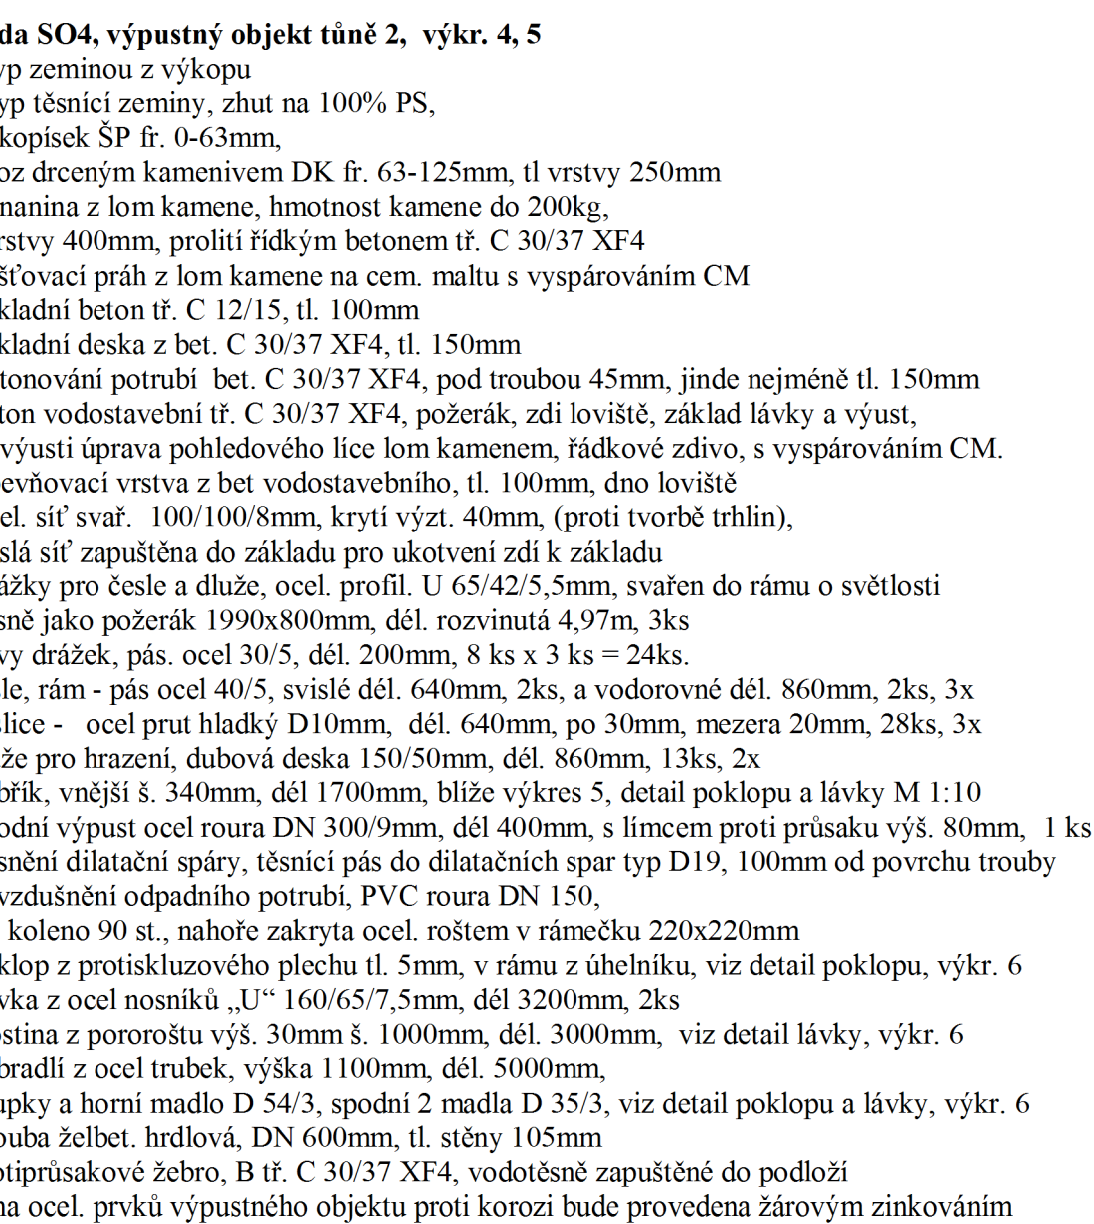 da SO4, výpustný objekt tůně 2, výkr. 4, 5
yp zeminou z výkopu
yp těsnící zeminy, zhut na 100% PS,
kopísek ŠP fr. 0-63mm,
oz drceným kamenivem DK fr. 63-125mm, tl vrstvy 250mm
nanina z lom kamene, hmotnost kamene do 200kg,
rstvy 400mm, prolití řídkým betonem tř. C 30/37 XF4
šťovací práh z lom kamene na cem. maltu s vyspárováním CM
kladní beton tř. C 12/15, tl. 100mm
kladní deska z bet. C 30/37 XF4, tl. 150mm
tonování potrubí bet. C 30/37 XF4, pod troubou 45mm, jinde nejméně tl. 150mm
ton vodostavební tř. C 30/37 XF4, požerák, zdi loviště, základ lávky a výust,
výusti úprava pohledového líce lom kamenem, řádkové zdivo, s vyspárováním CM.
evňovací vrstva z bet vodostavebního, tl. 100mm, dno loviště
el. síť svař. 100/100/8mm, krytí výzt. 40mm, (proti tvorbě trhlin),
slá síť zapuštěna do základu pro ukotvení zdí k základu
ážky pro česle a dluže, ocel. profil. U 65/42/5,5mm, svařen do rámu o světlosti
sně jako požerák 1990x800mm, dél. rozvinutá 4,97m, 3ks
vy drážek, pás. ocel 30/5, dél. 200mm, 8 ks x 3 ks = 24ks.
le, rám - pás ocel 40/5, svislé dél. 640mm, 2ks, a vodorovné dél. 860mm, 2ks, 3x
lice - ocel prut hladký D10mm, dél. 640mm, po 30mm, mezera 20mm, 28ks, 3x
že pro hrazení, dubová deska 150/50mm, dél. 860mm, 13ks, 2x
břík, vnější š. 340mm, dél 1700mm, blíže výkres 5, detail poklopu a lávky M 1:10
odní výpust ocel roura DN 300/9mm, dél 400mm, s límcem proti průsaku výš. 80mm, 1 ks
snění dilatační spáry, těsnící pás do dilatačních spar typ D19, 100mm od povrchu trouby
vzdušnění odpadního potrubí, PVC roura DN 150,
koleno 90 st., nahoře zakryta ocel. roštem v rámečku 220x220mm
klop z protiskluzového plechu tl. 5mm, v rámu z úhelníku, viz detail poklopu, výkr. 6
vka z ocel nosníků „U“ 160/65/7,5mm, dél 3200mm, 2ks
ostina z pororoštu výš. 30mm š. 1000mm, dél. 3000mm, viz detail lávky, výkr. 6
bradlí z ocel trubek, výška 1100mm, dél. 5000mm,
upky a horní madlo D 54/3, spodní 2 madla D 35/3, viz detail poklopu a lávky, výkr. 6
ouba želbet. hrdlová, DN 600mm, tl. stěny 105mm
otiprůsakové žebro, B tř. C 30/37 XF4, vodotěsně zapuštěné do podloží
na ocel. prvků výpustného objektu proti korozi bude provedena žárovým zinkováním